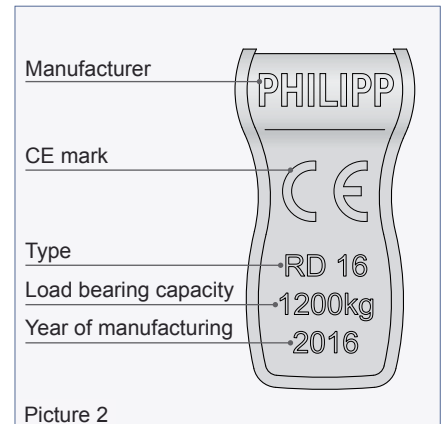 Manufacturer
PHILIPP
CE mark
CE
Type
RD 16
Load bearing capacity
1200kg
Year of manufacturing
2016
Picture 2